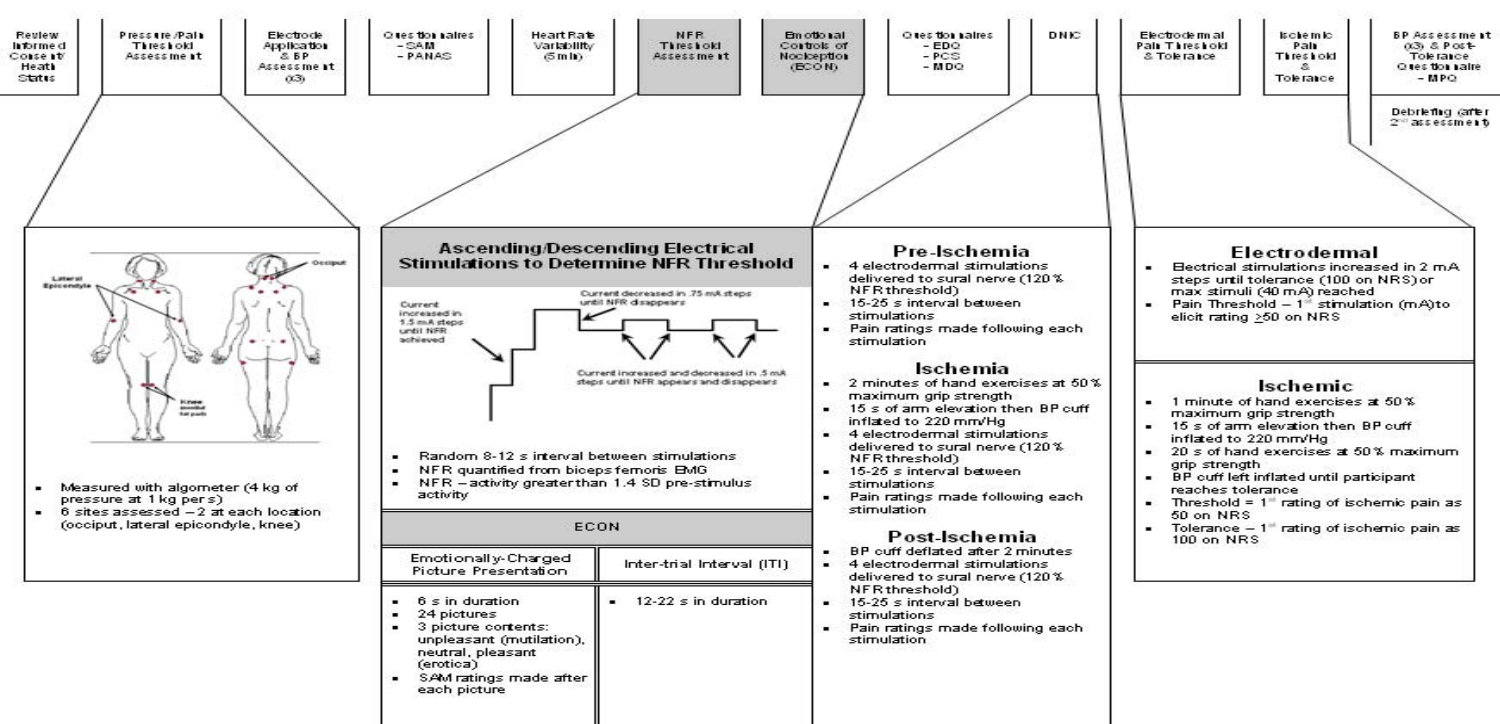 Review
Informed
Consent/
Heath
Status
Pressure/Pain
Threshold
Assessment
Electrode
Application
& BP
Assessment
(x3)
Questionnaires
– SAM
– PANAS
Heart Rate
Variability
(5 min)
NFR
Threshold
Assessment
Emotional
Controls of
Nociception
(ECON)
Questionnaires
– EDQ
– PCS
– MDQ
DNIC
Electrodermal
Pain Threshold
& Tolerance
Ischemic
Pain
Threshold
&
Tolerance
BP Assessment
(x3) & Post-
Tolerance
Questionnaire
– MPQ
Debriefing (after
2nd assessment)
Lateral
Epicondyle
Occiput
Knee
medial
fat pads
▪ Measured with algometer (4 kg of
pressure at 1 kg per s)
▪ 6 sites assessed – 2 at each location
(occiput, lateral epicondyle, knee)
Ascending/Descending Electrical
Stimulations to Determine NFR Threshold
Current
increased in
1.5 mA steps
until NFR
achieved
Current decreased in .75 mA steps
until NFR disappears
Current increased and decreased in .5 mA
steps until NFR appears and disappears
▪ Random 8-12 s interval between stimulations
▪ NFR quantified from biceps femoris EMG
▪ NFR – activity greater than 1.4 SD pre-stimulus
activity
ECON
Emotionally-Charged
Picture Presentation
▪ 6 s in duration
▪ 24 pictures
▪ 3 picture contents:
unpleasant (mutilation),
neutral, pleasant
(erotica)
▪ SAM ratings made after
each picture
Inter-trial Interval (ITI)
▪ 12-22 s in duration
Pre-Ischemia
▪ 4 electrodermal stimulations
delivered to sural nerve (120%
NFR threshold)
▪ 15-25 s interval between
stimulations
▪ Pain ratings made following each
stimulation
Ischemia
▪ 2 minutes of hand exercises at 50%
maximum grip strength
▪ 15 s of arm elevation then BP cuff
inflated to 220 mm/Hg
▪ 4 electrodermal stimulations
delivered to sural nerve (120%
NFR threshold)
▪ 15-25 s interval between
stimulations
▪ Pain ratings made following each
stimulation
Post-Ischemia
▪ BP cuff deflated after 2 minutes
▪ 4 electrodermal stimulations
delivered to sural nerve (120%
NFR threshold)
▪ 15-25 s interval between
stimulations
▪ Pain ratings made following each
stimulation
Electrodermal
▪ Electrical stimulations increased in 2 mA
steps until tolerance (100 on NRS) or
max stimuli (40 mA) reached
▪ Pain Threshold – 1st stimulation (mA) to
elicit rating ≥50 on NRS
Ischemic
▪ 1 minute of hand exercises at 50%
maximum grip strength
▪ 15 s of arm elevation then BP cuff
inflated to 220 mm/Hg
▪ 20 s of hand exercises at 50% maximum
grip strength
▪ BP cuff left inflated until participant
reaches tolerance
▪ Threshold = 1st rating of ischemic pain as
50 on NRS
▪ Tolerance – 1st rating of ischemic pain as
100 on NRS